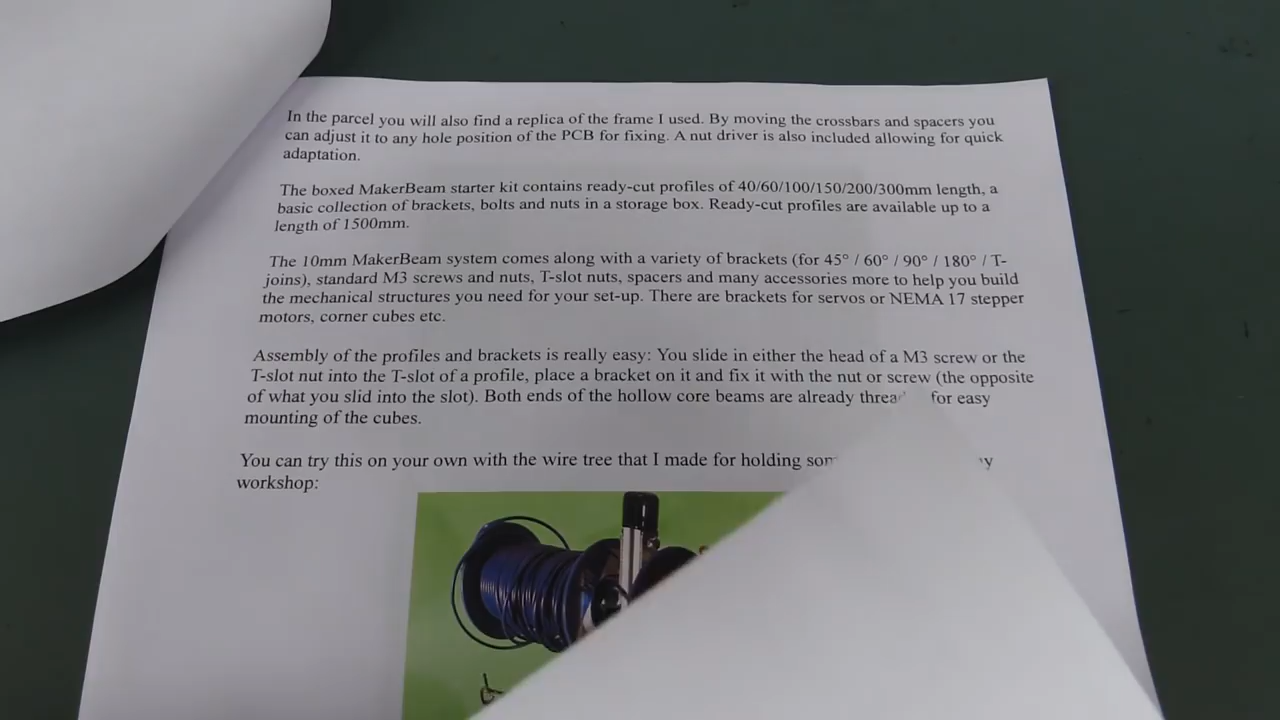 In the parcel you will also find a replica of the frame I used. By moving the crossbars and spacers you
can adjust it to any hole position of the PCB for fixing. A nut driver is also included allowing for quick
adaptation.
The boxed MakerBeam starter kit contains ready-cut profiles of 40/60/100/150/200/300mm length, a
basic collection of brackets, bolts and nuts in a storage box. Ready-cut profiles are available up to a
length of 1500mm.
The 10mm MakerBeam system comes along with a variety of brackets (for 45° / 60° / 90° / 180° / T-
joins), standard M3 screws and nuts, T-slot nuts, spacers and many accessories more to help you build
the mechanical structures you need for your set-up. There are brackets for servos or NEMA 17 stepper
motors, corner cubes etc.
Assembly of the profiles and brackets is really easy: You slide in either the head of a M3 screw or the
T-slot nut into the T-slot of a profile, place a bracket on it and fix it with the nut or screw (the opposite
of what you slid into the slot). Both ends of the hollow core beams are already for easy
mounting of the cubes.
You can try this on your own with the wire tree that I made for holding
workshop: